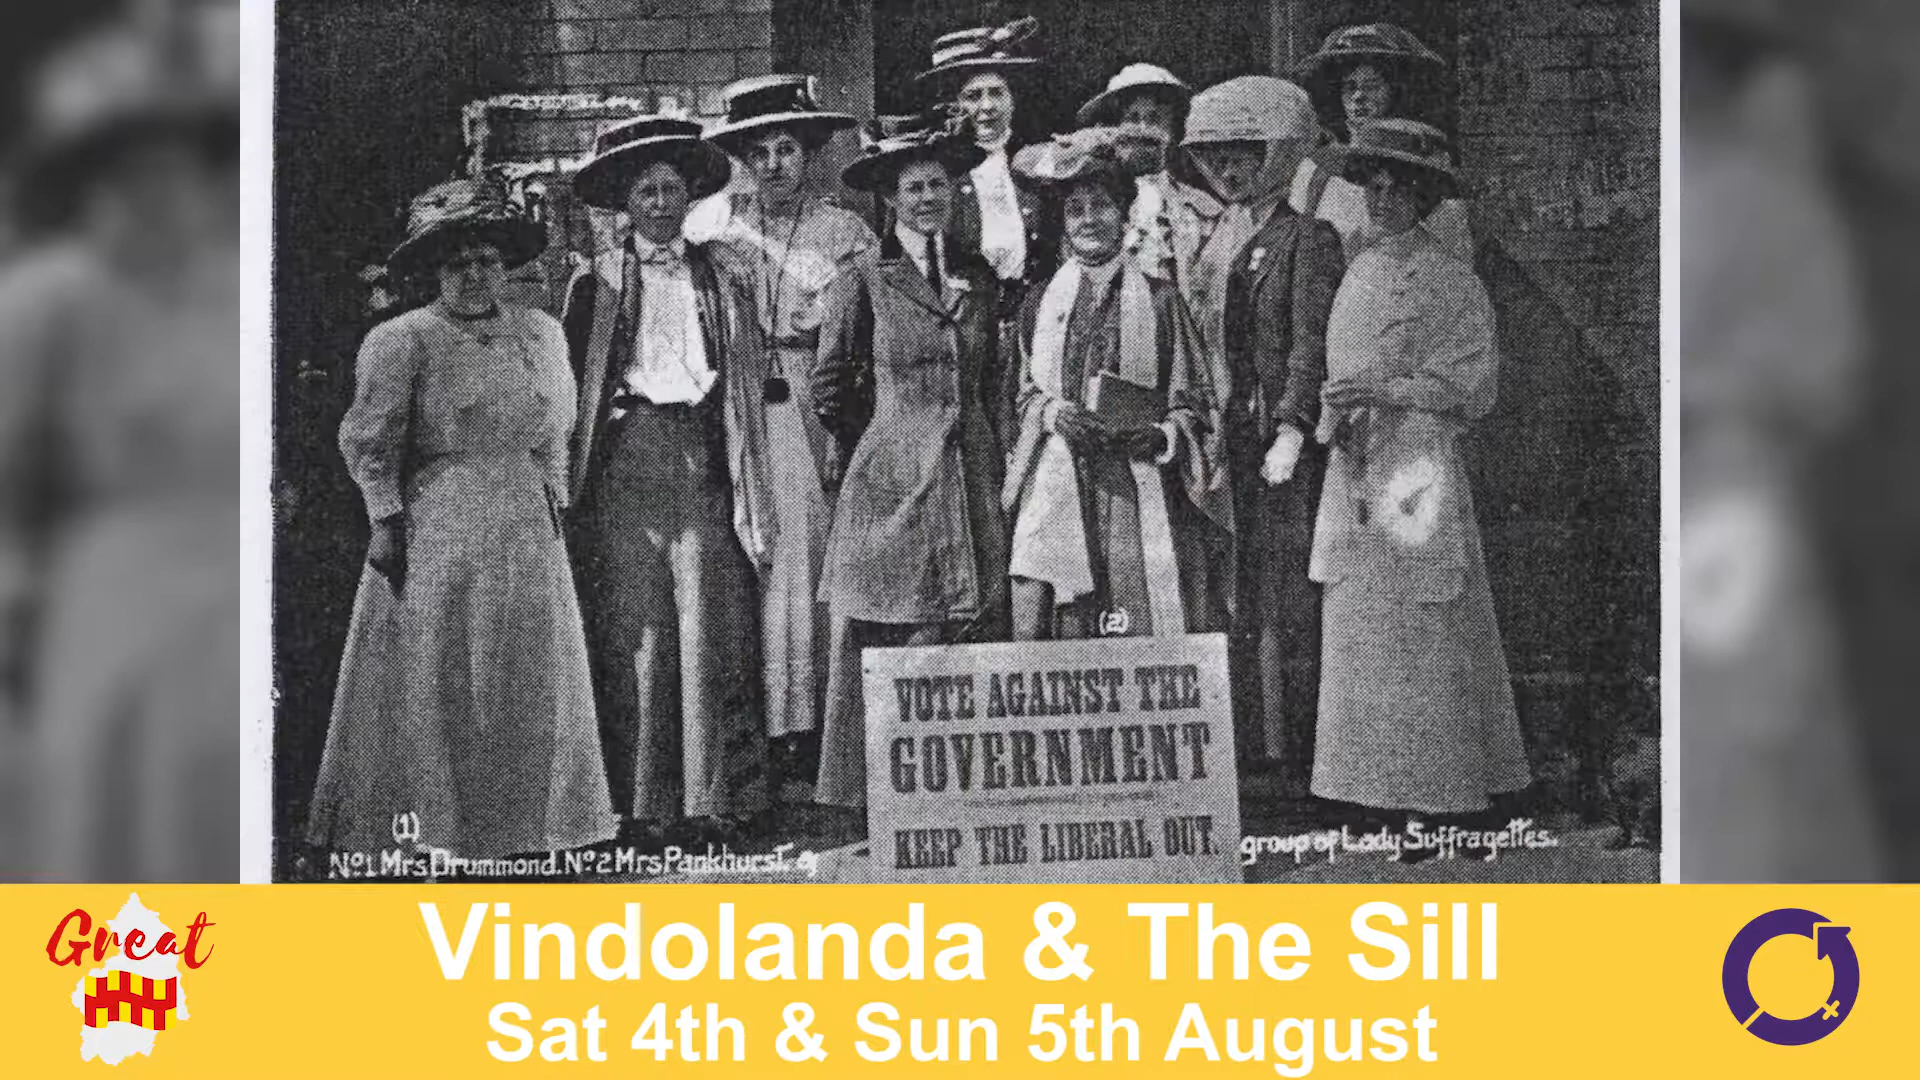 (2)
VOTE AGAINST THE
GOVERNMENT
KEEP THE LIBERAL OUT.
(1)
No1 Mrs Drummond. No2 Mrs Pankhurst. &
group of Lady Suffragettes.
Great
Vindolanda & The Sill
Sat 4th & Sun 5th August